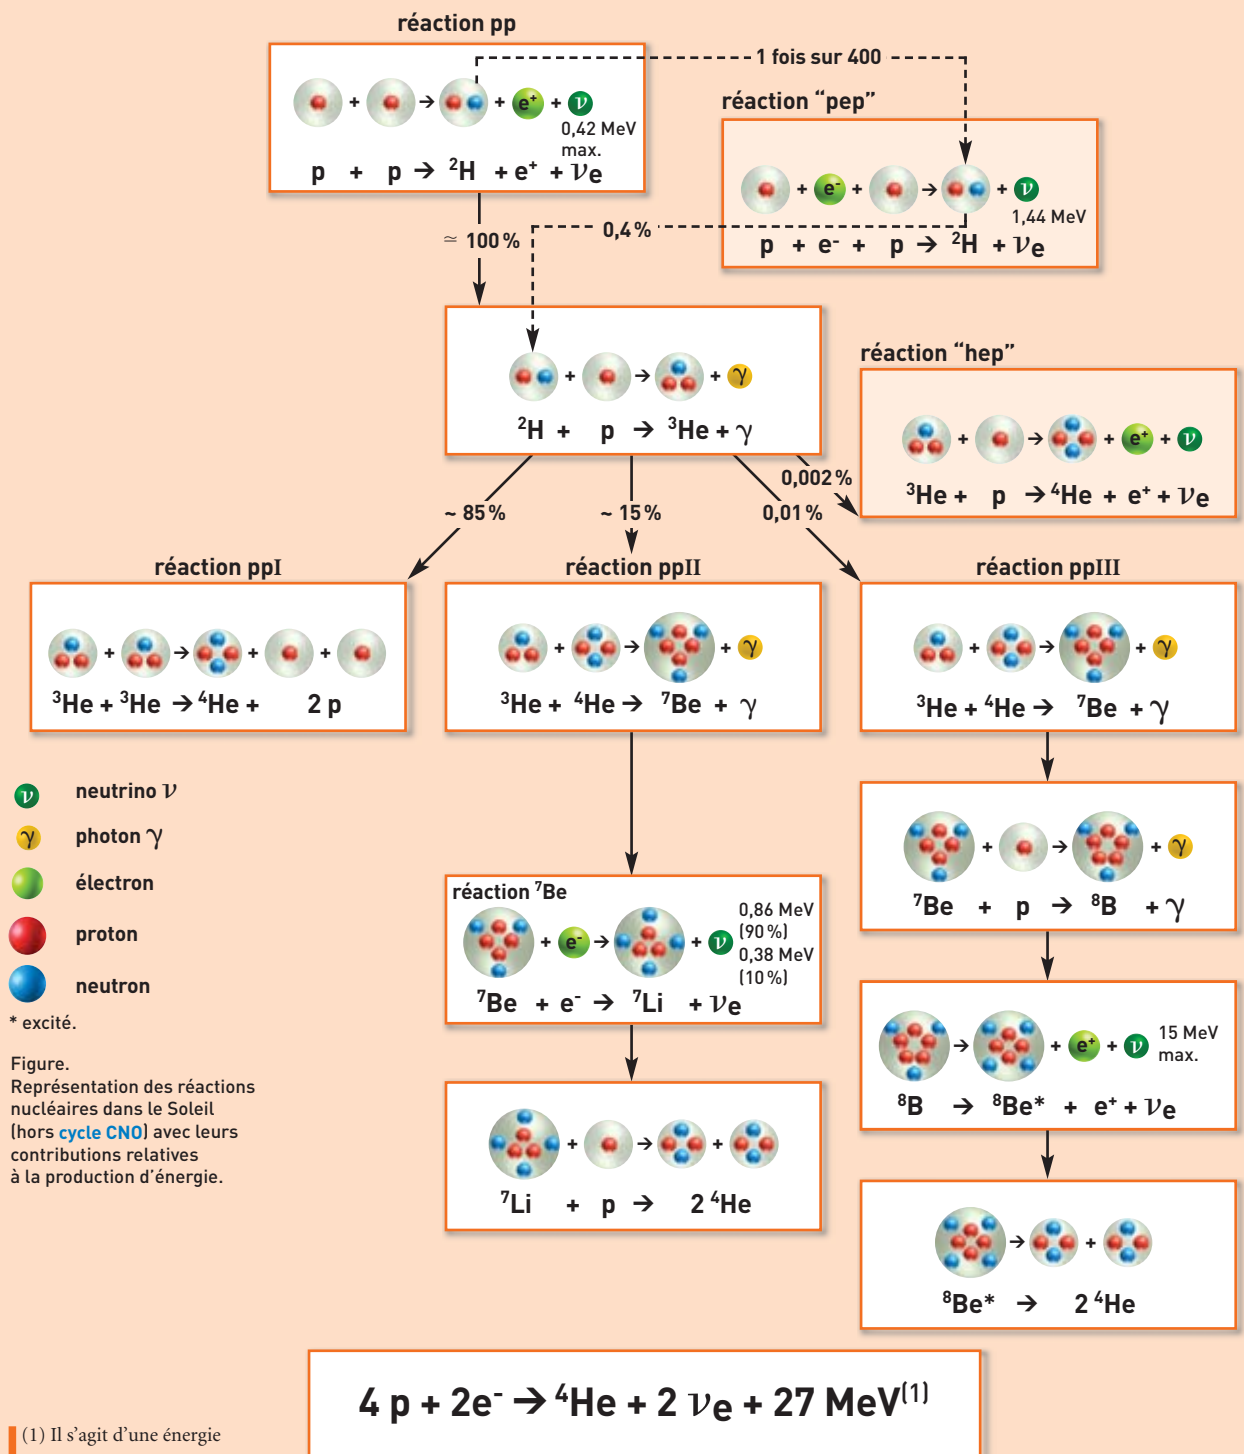 réaction pp
1 fois sur 400
+ → + e⁺ + ν
0,42 MeV
max.
p + p → ²H + e⁺ + νe
réaction “pep”
+ e⁻ + → + ν
1,44 MeV
p + e⁻ + p → ²H + νe
≃ 100 %
0,4 %
+ → + γ
²H + p → ³He + γ
réaction “hep”
+ → + e⁺ + ν
³He + p → ⁴He + e⁺ + νe
~ 85 %
~ 15 %
0,01 %
0,002 %
réaction ppI
+ → + +
³He + ³He → ⁴He + 2 p
réaction ppII
+ → + γ
³He + ⁴He → ⁷Be + γ
réaction ppIII
+ → + γ
³He + ⁴He → ⁷Be + γ
réaction ⁷Be
+ e⁻ → + ν
0,86 MeV
(90 %)
0,38 MeV
(10 %)
⁷Be + e⁻ → ⁷Li + νe
+ → +
⁷Li + p → 2 ⁴He
+ → + γ
⁷Be + p → ⁸B + γ
→ + e⁺ + ν
15 MeV
max.
⁸B → ⁸Be* + e⁺ + νe
→ +
⁸Be* → 2 ⁴He
ν neutrino ν
γ photon γ
électron
proton
neutron
* excité.
Figure.
Représentation des réactions
nucléaires dans le Soleil
(hors cycle CNO) avec leurs
contributions relatives
à la production d’énergie.
4 p + 2e⁻ → ⁴He + 2 νe + 27 MeV⁽¹⁾
(1) Il s’agit d’une énergie